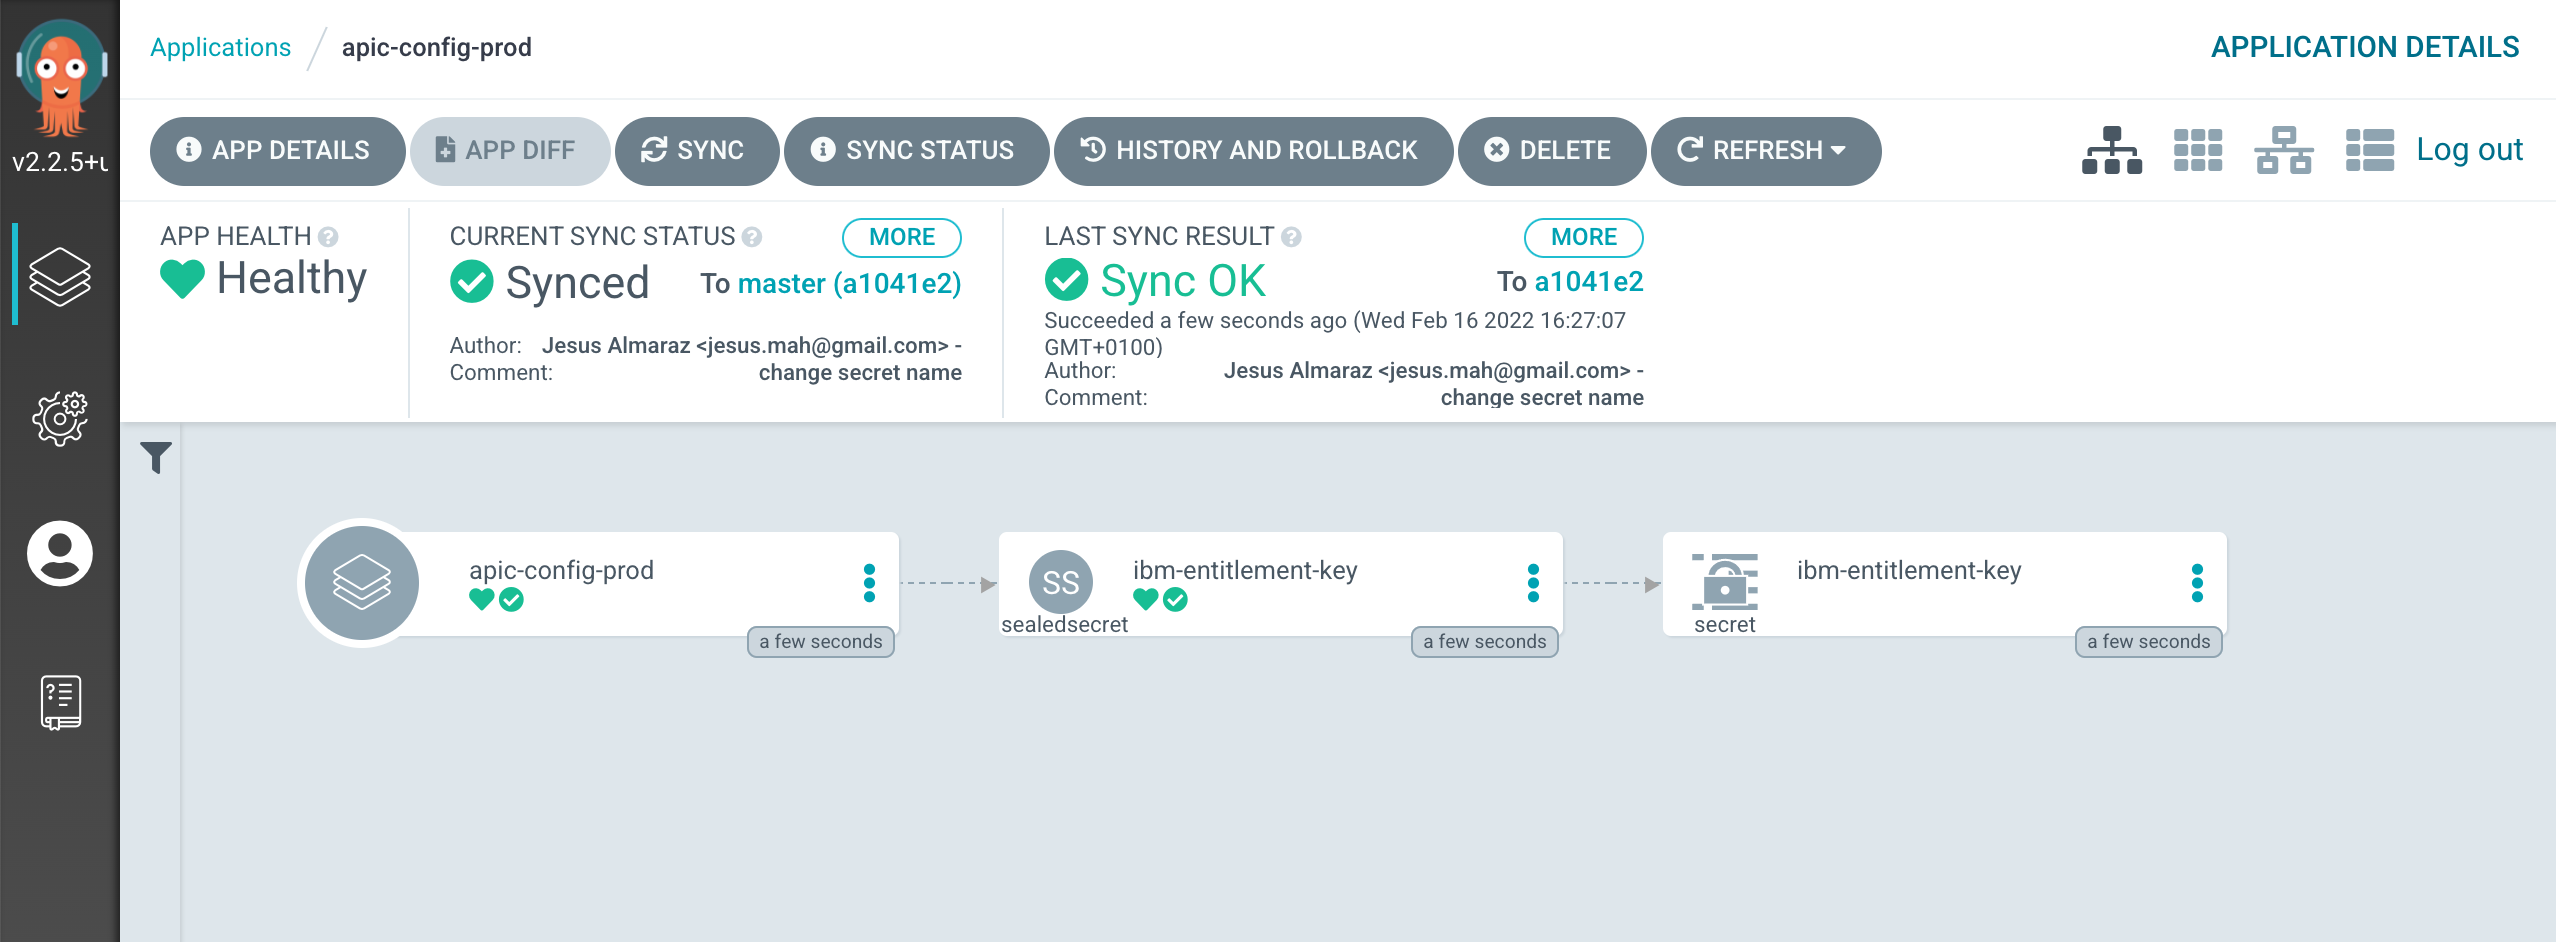 Applications / apic-config-prod
APPLICATION DETAILS
v2.2.5+u
APP DETAILS
APP DIFF
SYNC
SYNC STATUS
HISTORY AND ROLLBACK
DELETE
REFRESH
Log out
APP HEALTH
Healthy
CURRENT SYNC STATUS
MORE
Synced
To master (a1041e2)
Author: Jesus Almaraz <jesus.mah@gmail.com> -
Comment: change secret name
LAST SYNC RESULT
MORE
Sync OK
To a1041e2
Succeeded a few seconds ago (Wed Feb 16 2022 16:27:07
GMT+0100)
Author: Jesus Almaraz <jesus.mah@gmail.com> -
Comment: change secret name
apic-config-prod
a few seconds
SS
sealedsecret
ibm-entitlement-key
a few seconds
secret
ibm-entitlement-key
a few seconds